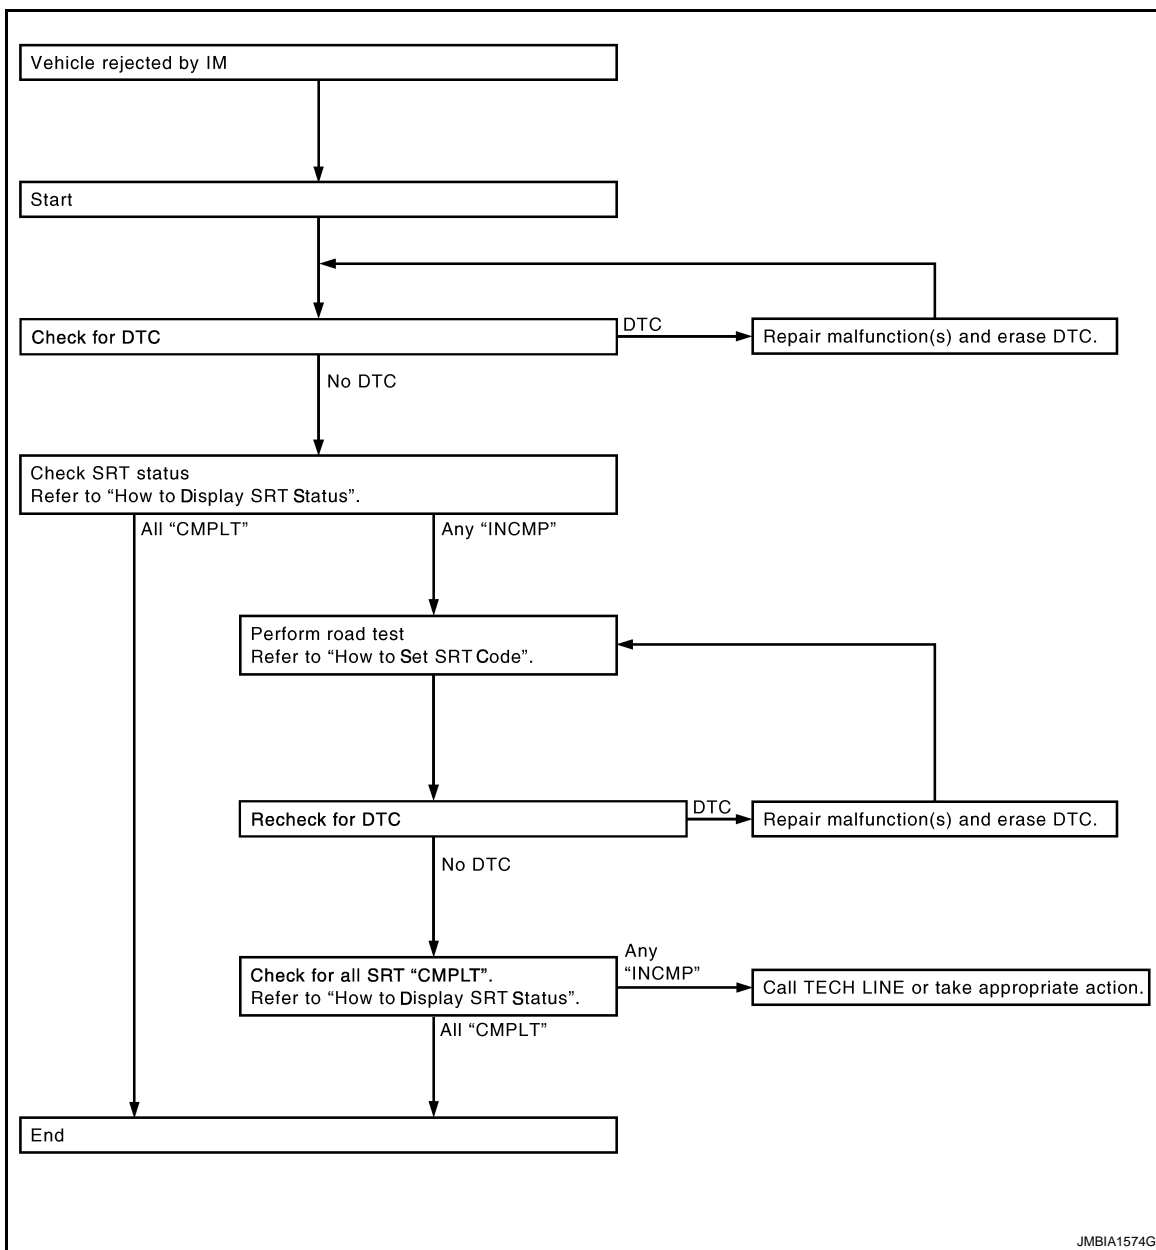 Vehicle rejected by IM
Start
Check for DTC
DTC
Repair malfunction(s) and erase DTC.
No DTC
Check SRT status
Refer to “How to Display SRT Status”.
All “CMPLT”
Any “INCMP”
Perform road test
Refer to “How to Set SRT Code”.
Recheck for DTC
DTC
Repair malfunction(s) and erase DTC.
No DTC
Check for all SRT “CMPLT”.
Refer to “How to Display SRT Status”.
Any
“INCMP”
Call TECH LINE or take appropriate action.
All “CMPLT”
End
JMBIA1574G